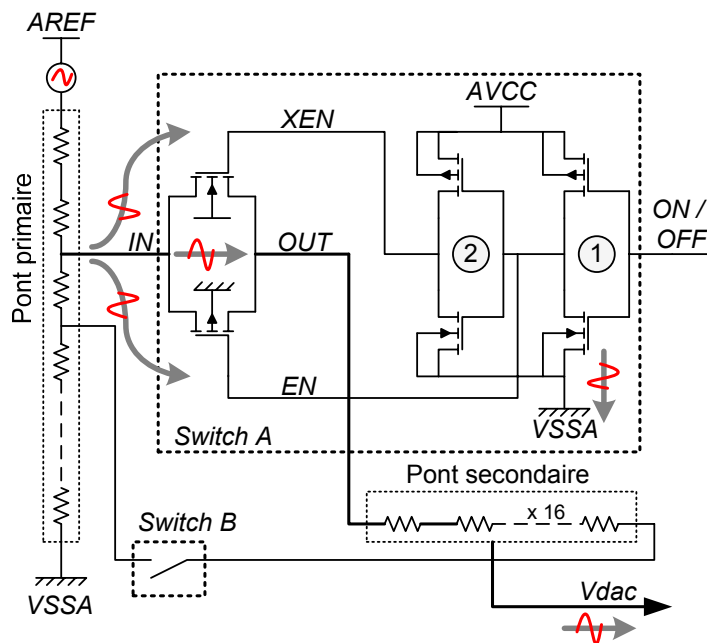 AREF
Pont primaire
IN
XEN
OUT
EN
AVCC
2
1
ON /
OFF
VSSA
Switch A
Pont secondaire
x 16
Switch B
VSSA
Vdac